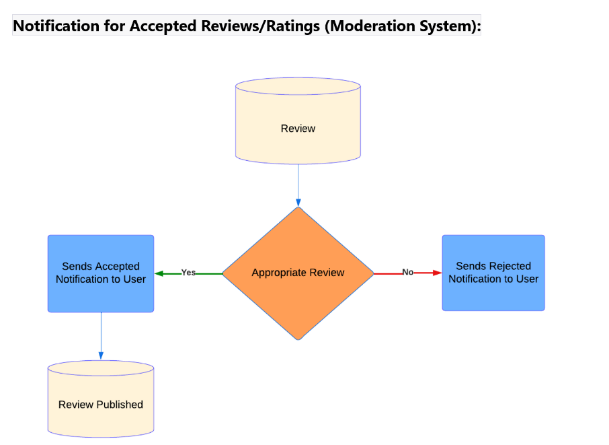 Notification for Accepted Reviews/Ratings (Moderation System):
Review
Appropriate Review
Yes
No
Sends Accepted
Notification to User
Sends Rejected
Notification to User
Review Published